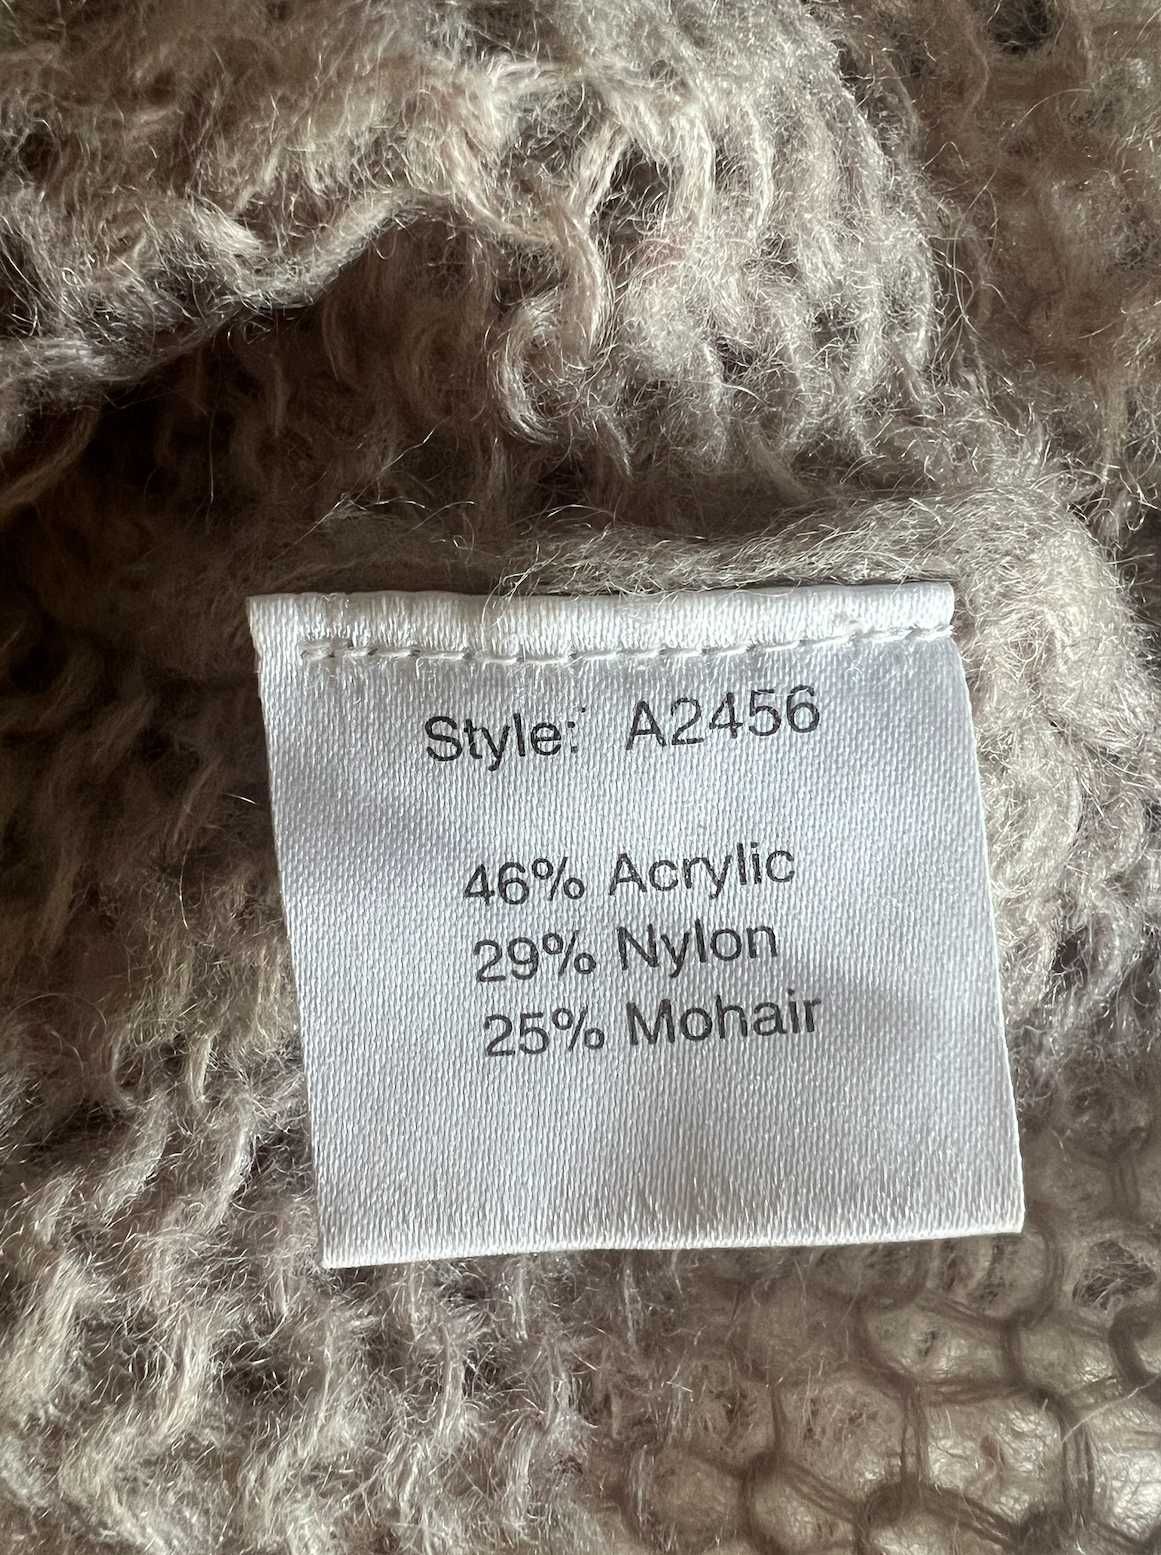 Style: A2456
46% Acrylic
29% Nylon
25% Mohair